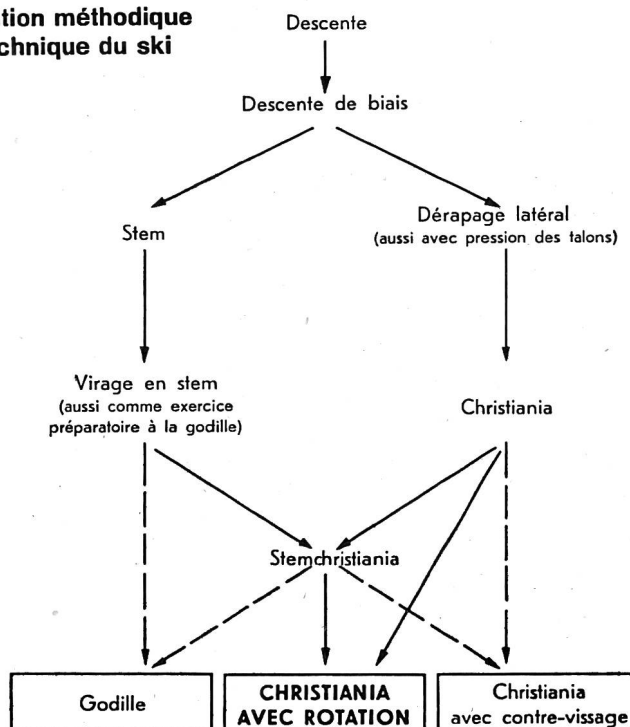 tion méthodique
chnique du ski
Descente
Descente de biais
Stem
Dérapage latéral
(aussi avec pression des talons)
Virage en stem
(aussi comme exercice
préparatoire à la godille)
Christiania
Stemchristiania
Godille
CHRISTIANIA
AVEC ROTATION
Christiania
avec contre-vissage